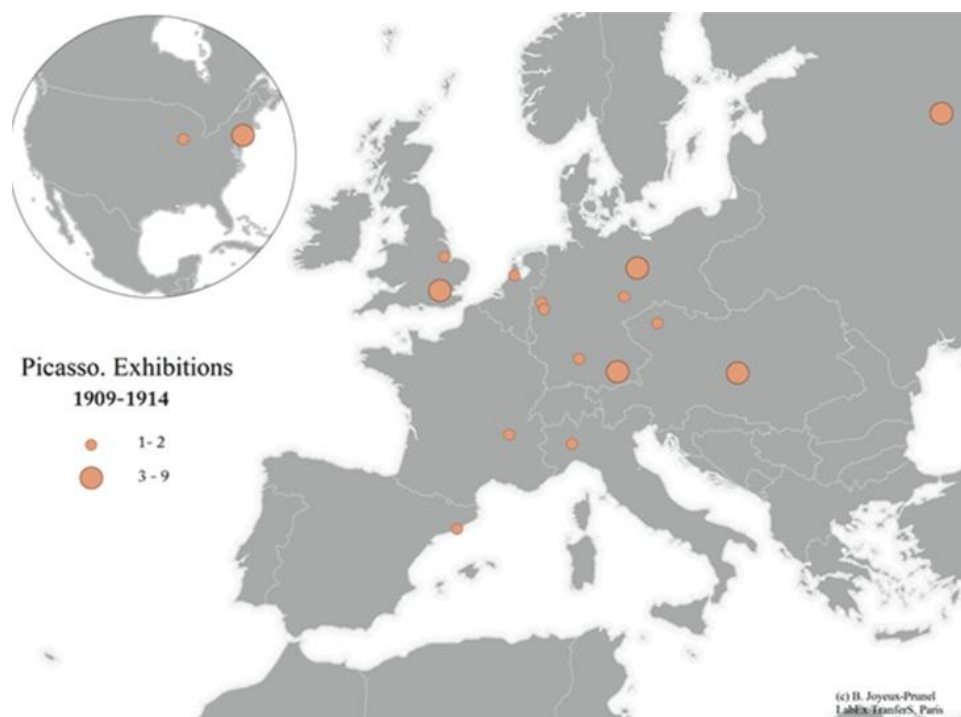 Picasso. Exhibitions
1909-1914
1- 2
3 - 9
(c) B. Joyeux-Prunel
LabEx TranferS, Paris